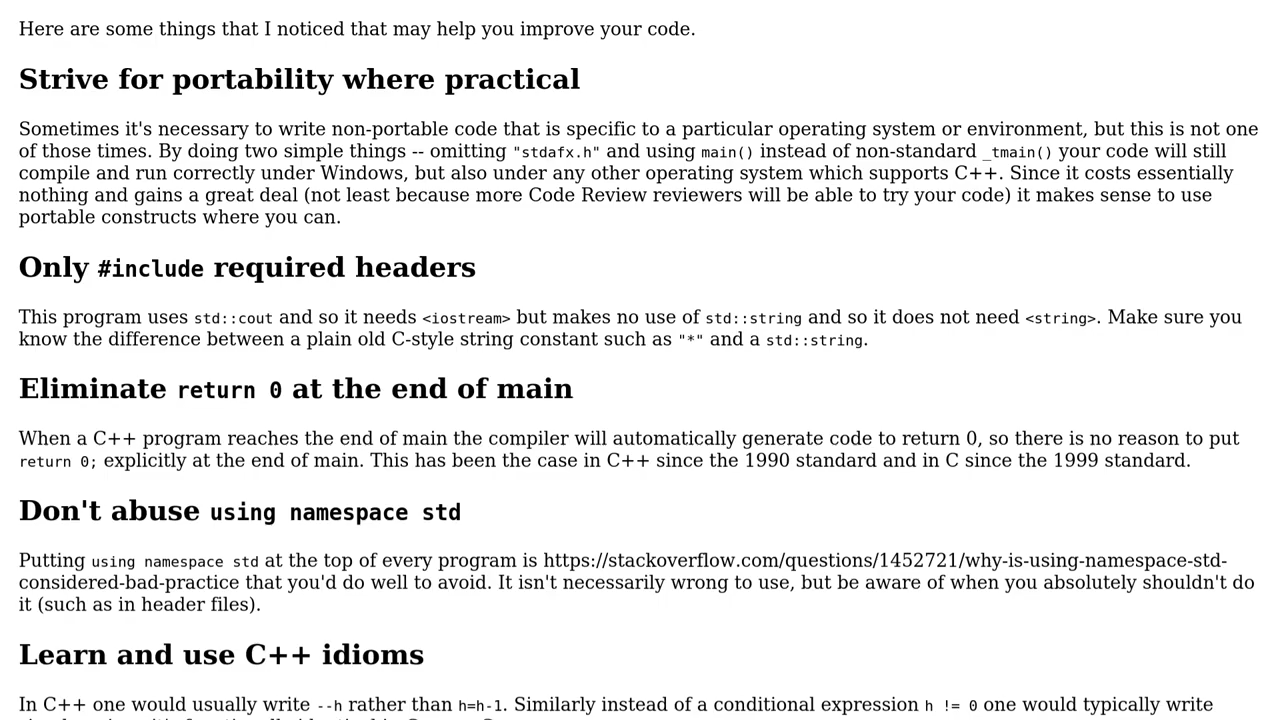 Here are some things that I noticed that may help you improve your code.
Strive for portability where practical
Sometimes it's necessary to write non-portable code that is specific to a particular operating system or environment, but this is not one
of those times. By doing two simple things -- omitting "stdafx.h" and using main() instead of non-standard _tmain() your code will still
compile and run correctly under Windows, but also under any other operating system which supports C++. Since it costs essentially
nothing and gains a great deal (not least because more Code Review reviewers will be able to try your code) it makes sense to use
portable constructs where you can.
Only #include required headers
This program uses std::cout and so it needs <iostream> but makes no use of std::string and so it does not need <string>. Make sure you
know the difference between a plain old C-style string constant such as "*" and a std::string.
Eliminate return 0 at the end of main
When a C++ program reaches the end of main the compiler will automatically generate code to return 0, so there is no reason to put
return 0; explicitly at the end of main. This has been the case in C++ since the 1990 standard and in C since the 1999 standard.
Don't abuse using namespace std
Putting using namespace std at the top of every program is https://stackoverflow.com/questions/1452721/why-is-using-namespace-std-
considered-bad-practice that you'd do well to avoid. It isn't necessarily wrong to use, but be aware of when you absolutely shouldn't do
it (such as in header files).
Learn and use C++ idioms
In C++ one would usually write --h rather than h=h-1. Similarly instead of a conditional expression h != 0 one would typically write